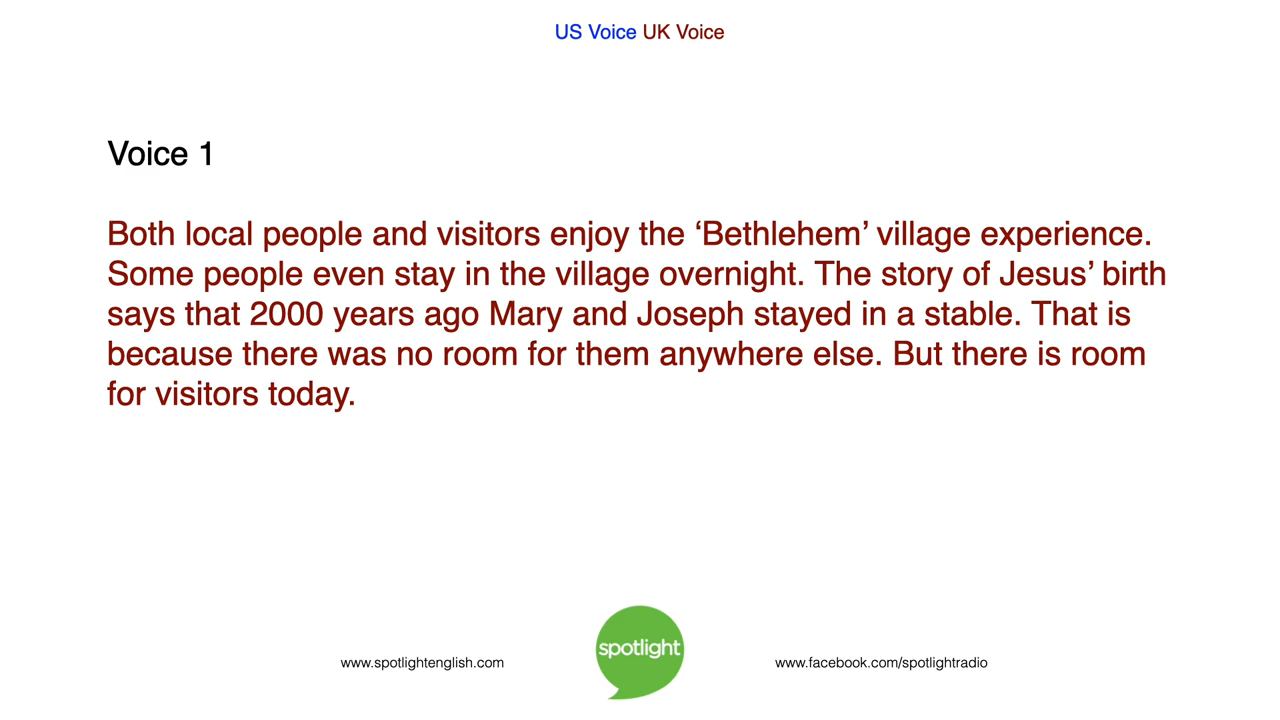 US Voice UK Voice
Voice 1
Both local people and visitors enjoy the ‘Bethlehem’ village experience.
Some people even stay in the village overnight. The story of Jesus’ birth
says that 2000 years ago Mary and Joseph stayed in a stable. That is
because there was no room for them anywhere else. But there is room
for visitors today.
www.spotlightenglish.com
spotlight
www.facebook.com/spotlightradio